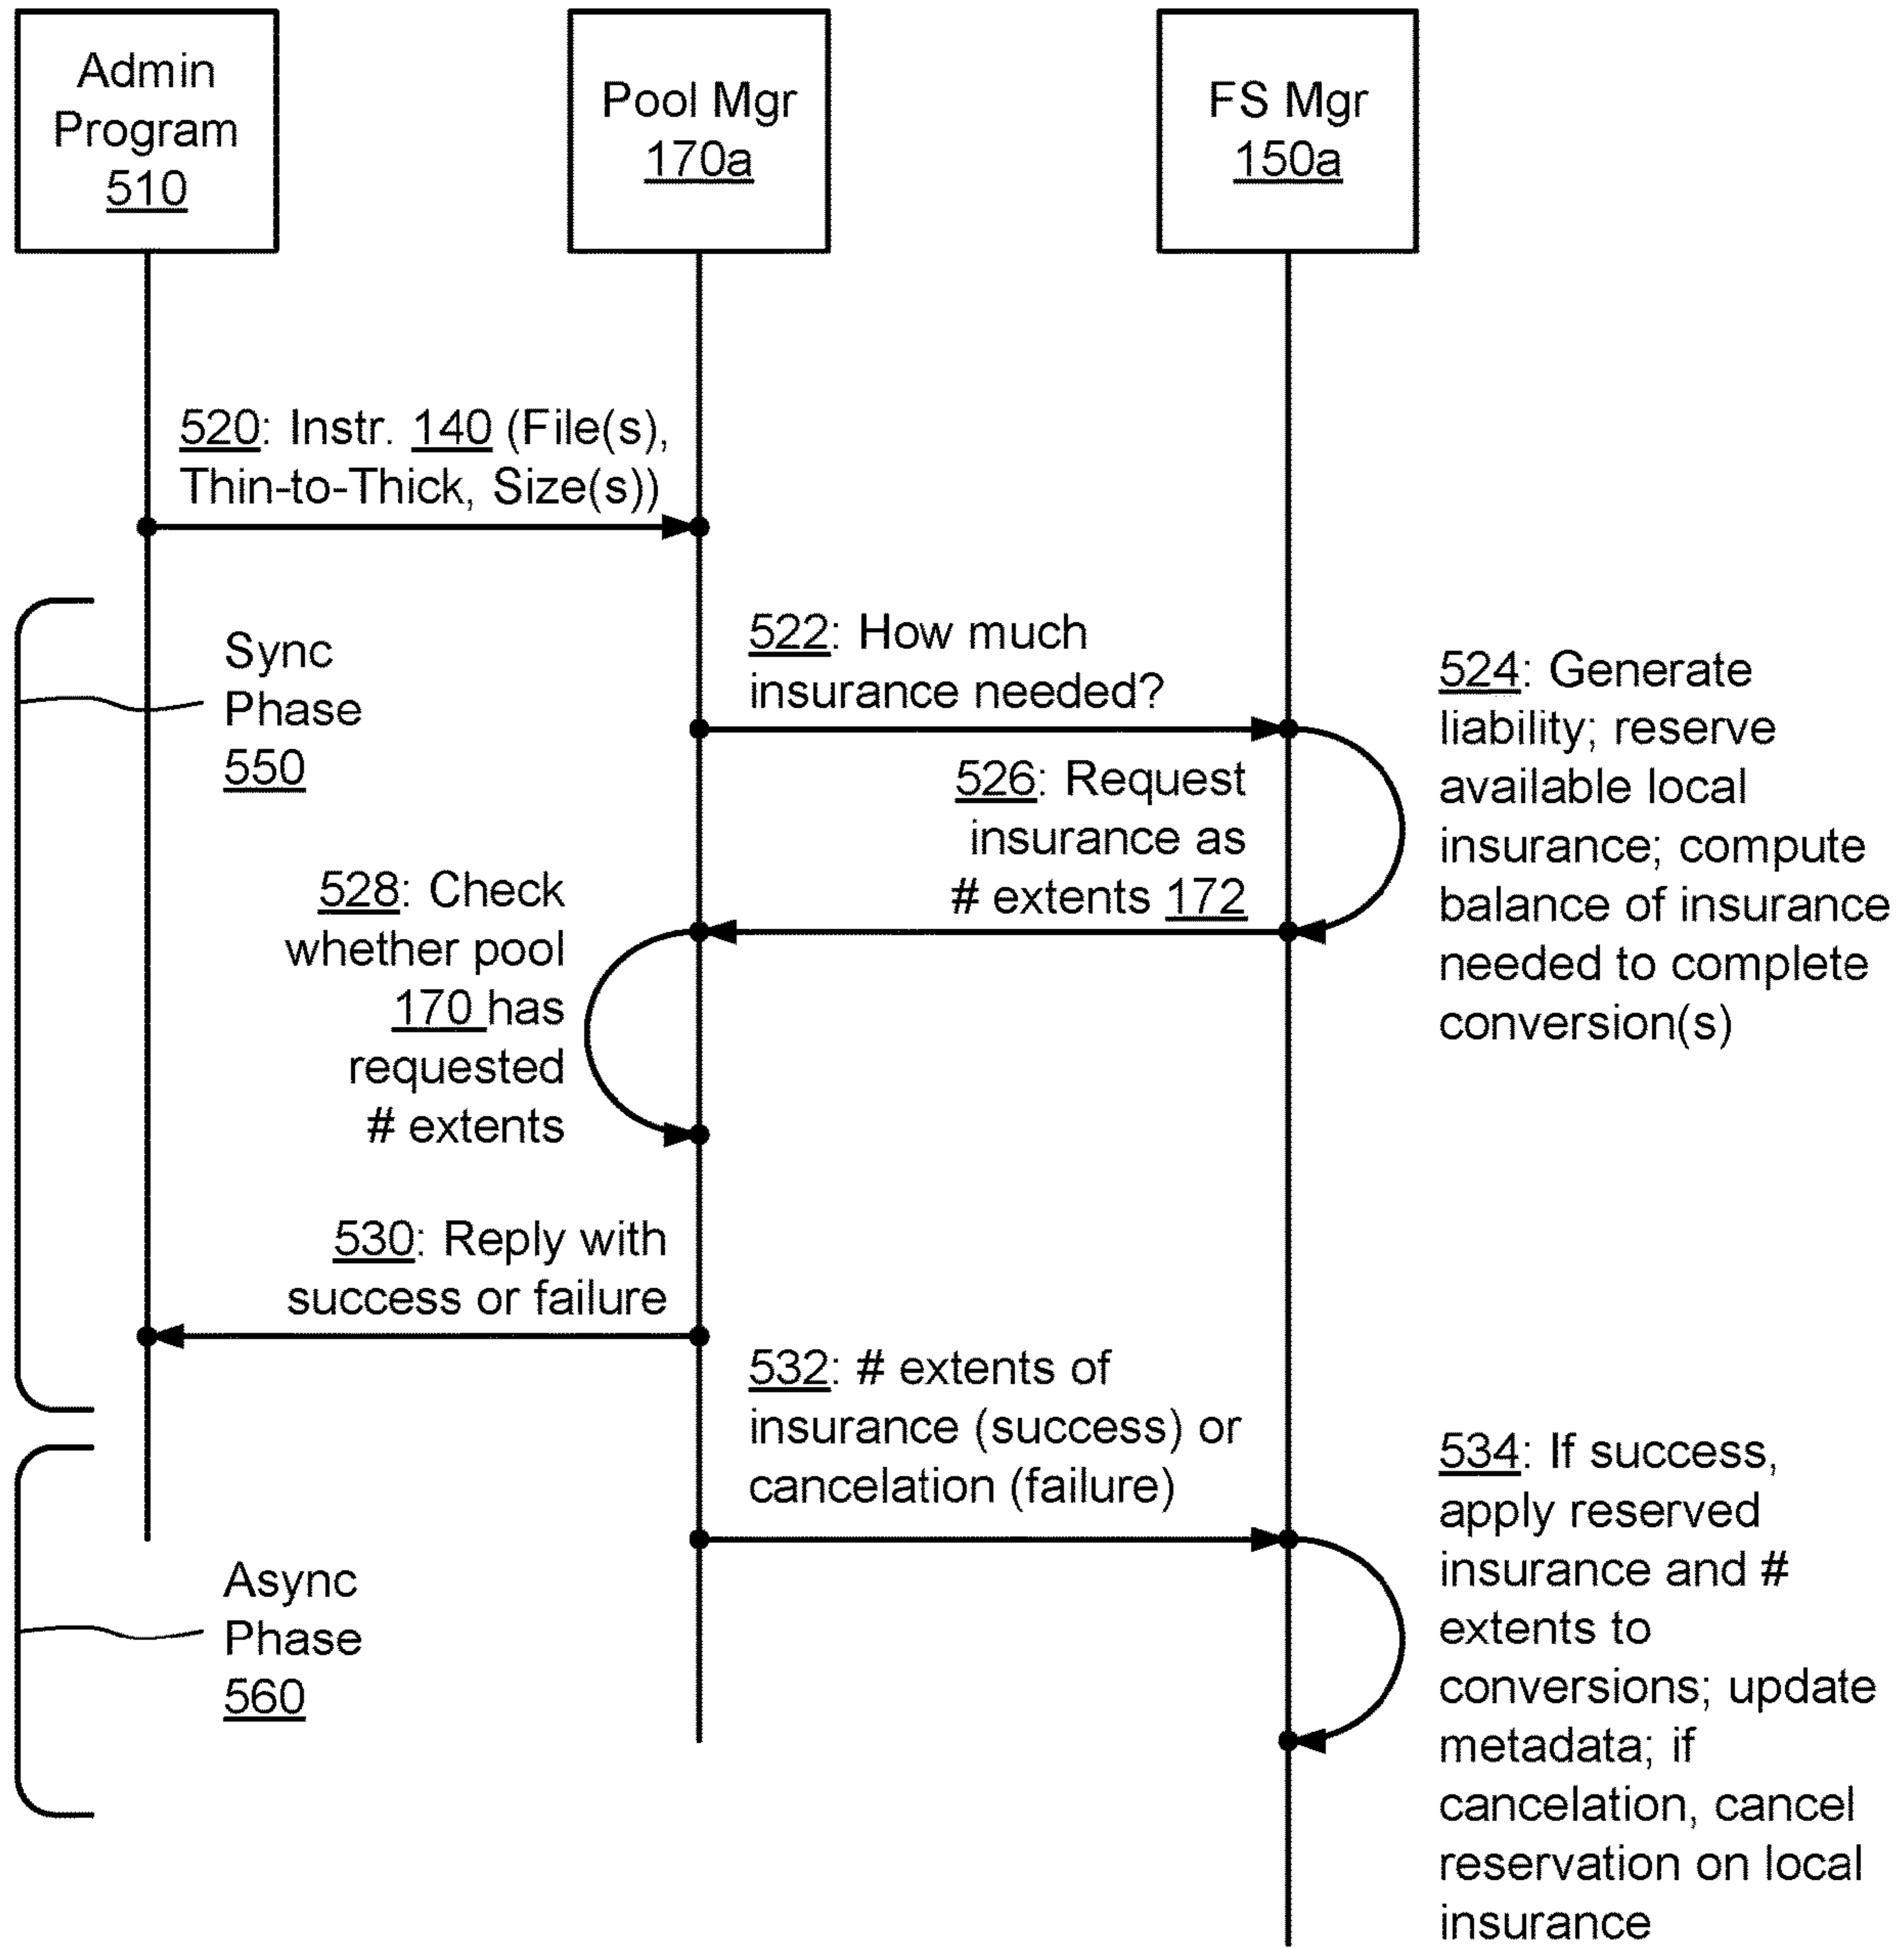 Admin
Program
510
Pool Mgr
170a
FS Mgr
150a
520: Instr. 140 (File(s),
Thin-to-Thick, Size(s))
Sync
Phase
550
522: How much
insurance needed?
524: Generate
liability; reserve
available local
insurance; compute
balance of insurance
needed to complete
conversion(s)
526: Request
insurance as
# extents 172
528: Check
whether pool
170 has
requested
# extents
530: Reply with
success or failure
532: # extents of
insurance (success) or
cancelation (failure)
534: If success,
apply reserved
insurance and #
extents to
conversions; update
metadata; if
cancelation, cancel
reservation on local
insurance
Async
Phase
560